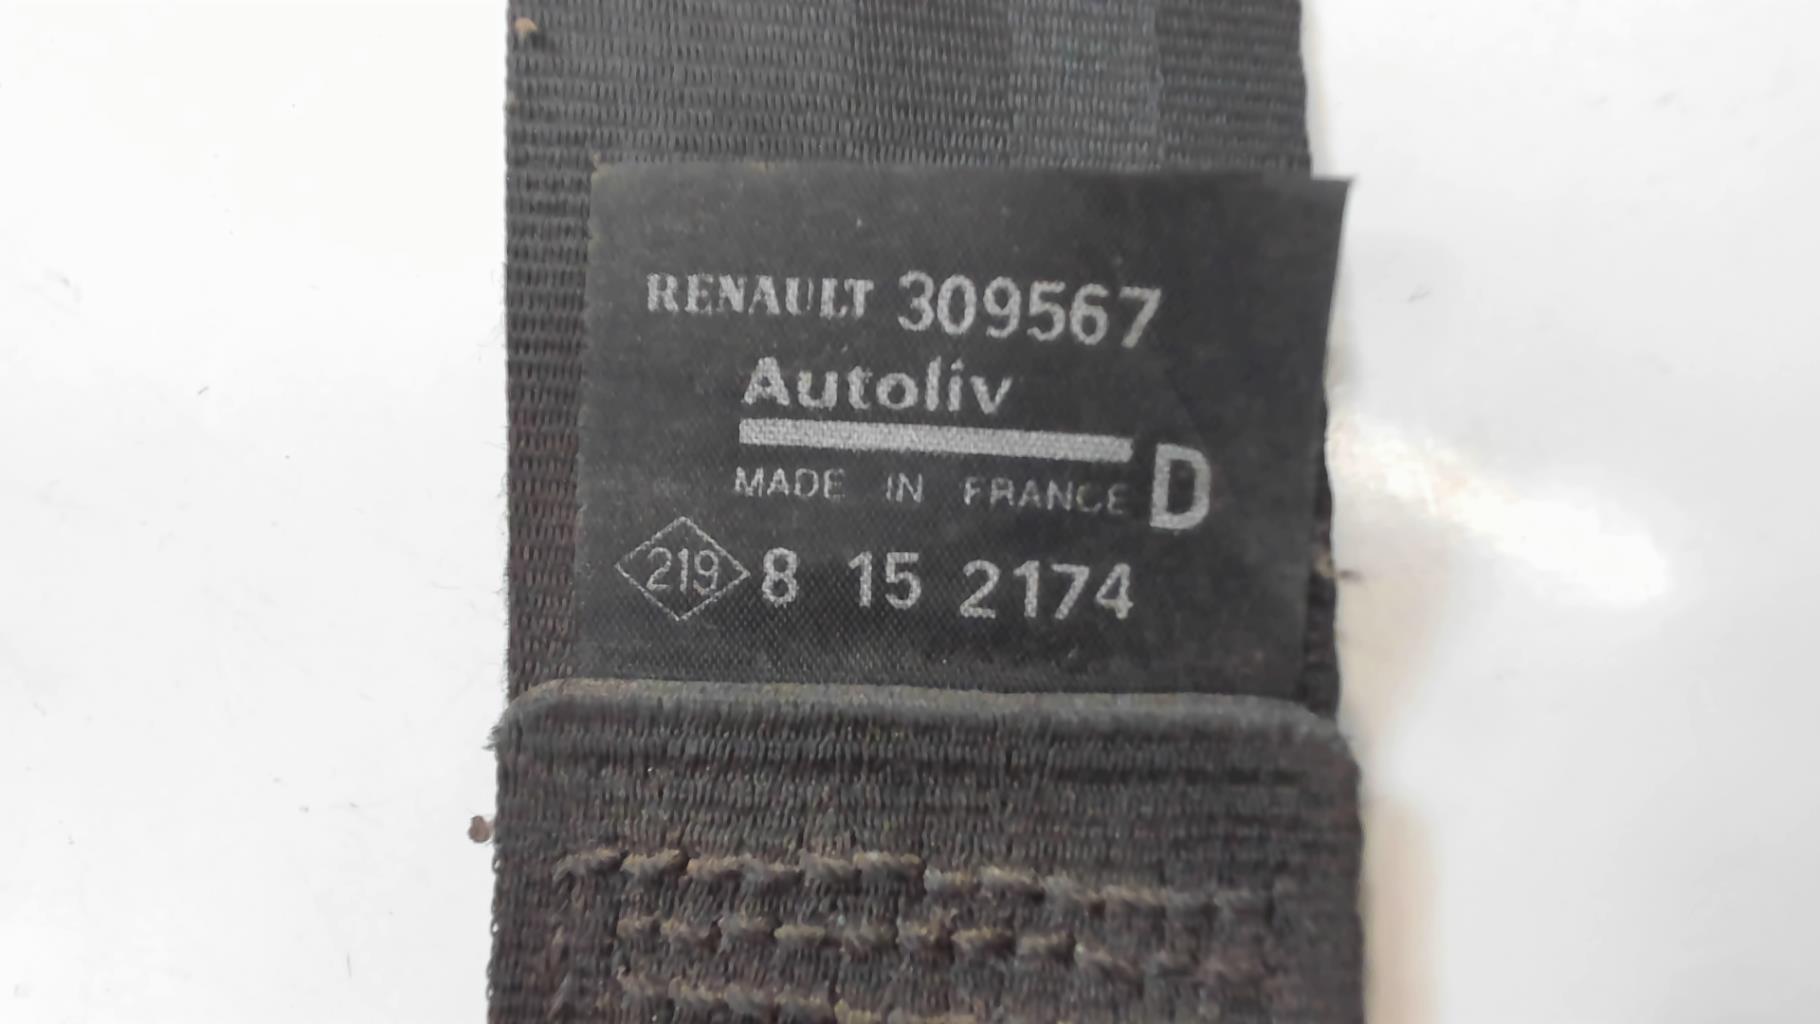 RENAULT 309567
Autoliv
MADE IN FRANCE D
219 8 15 2174